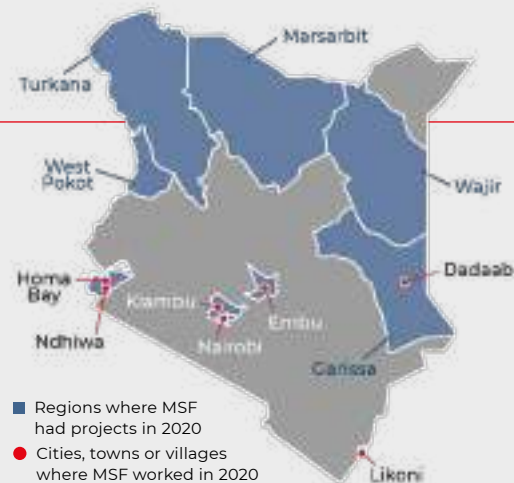 Marsarbit
Turkana
West
Pokot
Wajir
Homa
Bay
Dadaab
Kiambu
Embu
Ndhiwa
Nairobi
Garissa
Regions where MSF
had projects in 2020
Cities, towns or villages
where MSF worked in 2020
Likoni